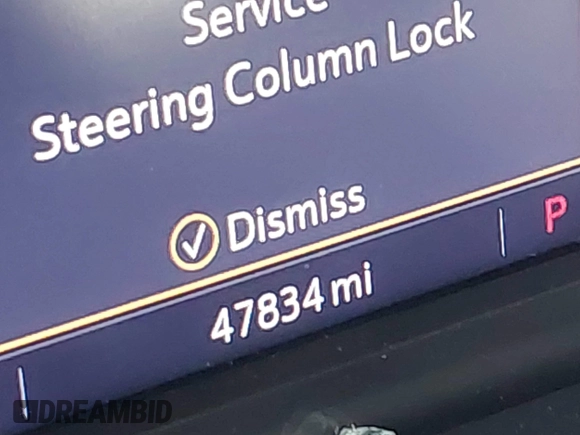 Service
Steering Column Lock
Dismiss
47834 mi
P
DREAMBID